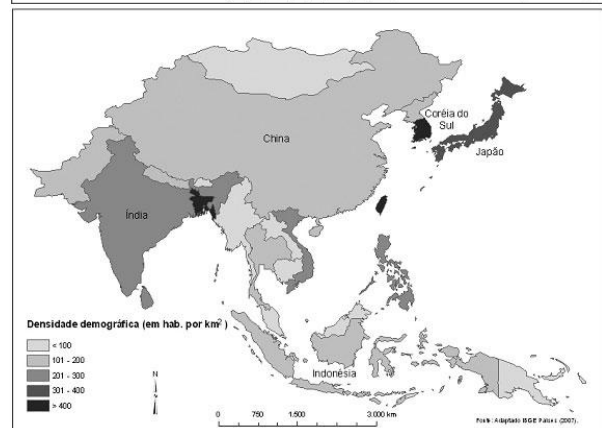 China
Coréia do
Sul
Japão
Índia
Indonésia
Densidade demográfica (em hab. por km²)
< 100
101 - 200
201 - 300
301 - 400
> 400
N
0 750 1.500 3.000 km
Fonte: Adaptado IBGE Países (2007).